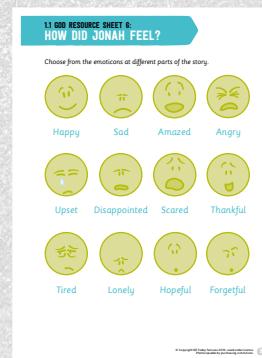 1.1 GOD RESOURCE SHEET 6:
HOW DID JONAH FEEL?
Choose from the emoticons at different parts of the story.
Happy Sad Amazed Angry
Upset Disappointed Scared Thankful
Tired Lonely Hopeful Forgetful